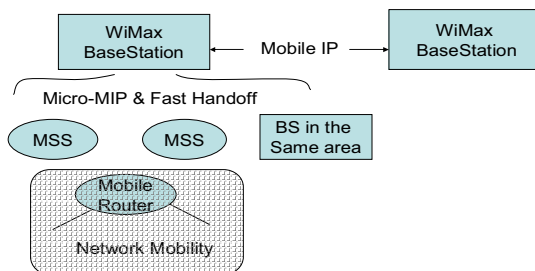 WiMax
BaseStation
Mobile IP
WiMax
BaseStation
Micro-MIP & Fast Handoff
MSS
MSS
BS in the
Same area
Mobile
Router
Network Mobility